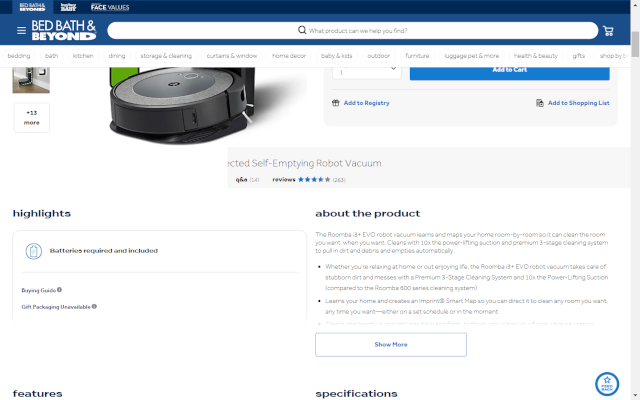 BED BATH &
BEYOND
buybuy
BABY
FACE VALUES
BED BATH &
BEYOND
What product can we help you find?
bedding bath kitchen dining storage & cleaning curtains & window home decor baby & kids outdoor furniture luggage pet & more health & beauty gifts shop by
1
Add to Cart
Add to Registry
Add to Shopping List
+13
more
ected Self-Emptying Robot Vacuum
q&a (14) reviews (263)
highlights
Batteries required and included
Buying Guide
Gift Packaging Unavailable
about the product
The Roomba i3+ EVO robot vacuum learns and maps your home room-by-room so it can clean the room
you want, when you want. Cleans with 10x the power-lifting suction and premium 3-stage cleaning system
to pull in dirt and debris and empties automatically.
Whether you're relaxing at home or out enjoying life, the Roomba i3+ EVO robot vacuum takes care of
stubborn dirt and messes with a Premium 3-Stage Cleaning System and 10x the Power-Lifting Suction
(compared to the Roomba 600 series cleaning system)
Learns your home and creates an Imprint® Smart Map so you can direct it to clean any room you want,
any time you want—either on a set schedule or in the moment
Show More
features
specifications
FEED
BACK